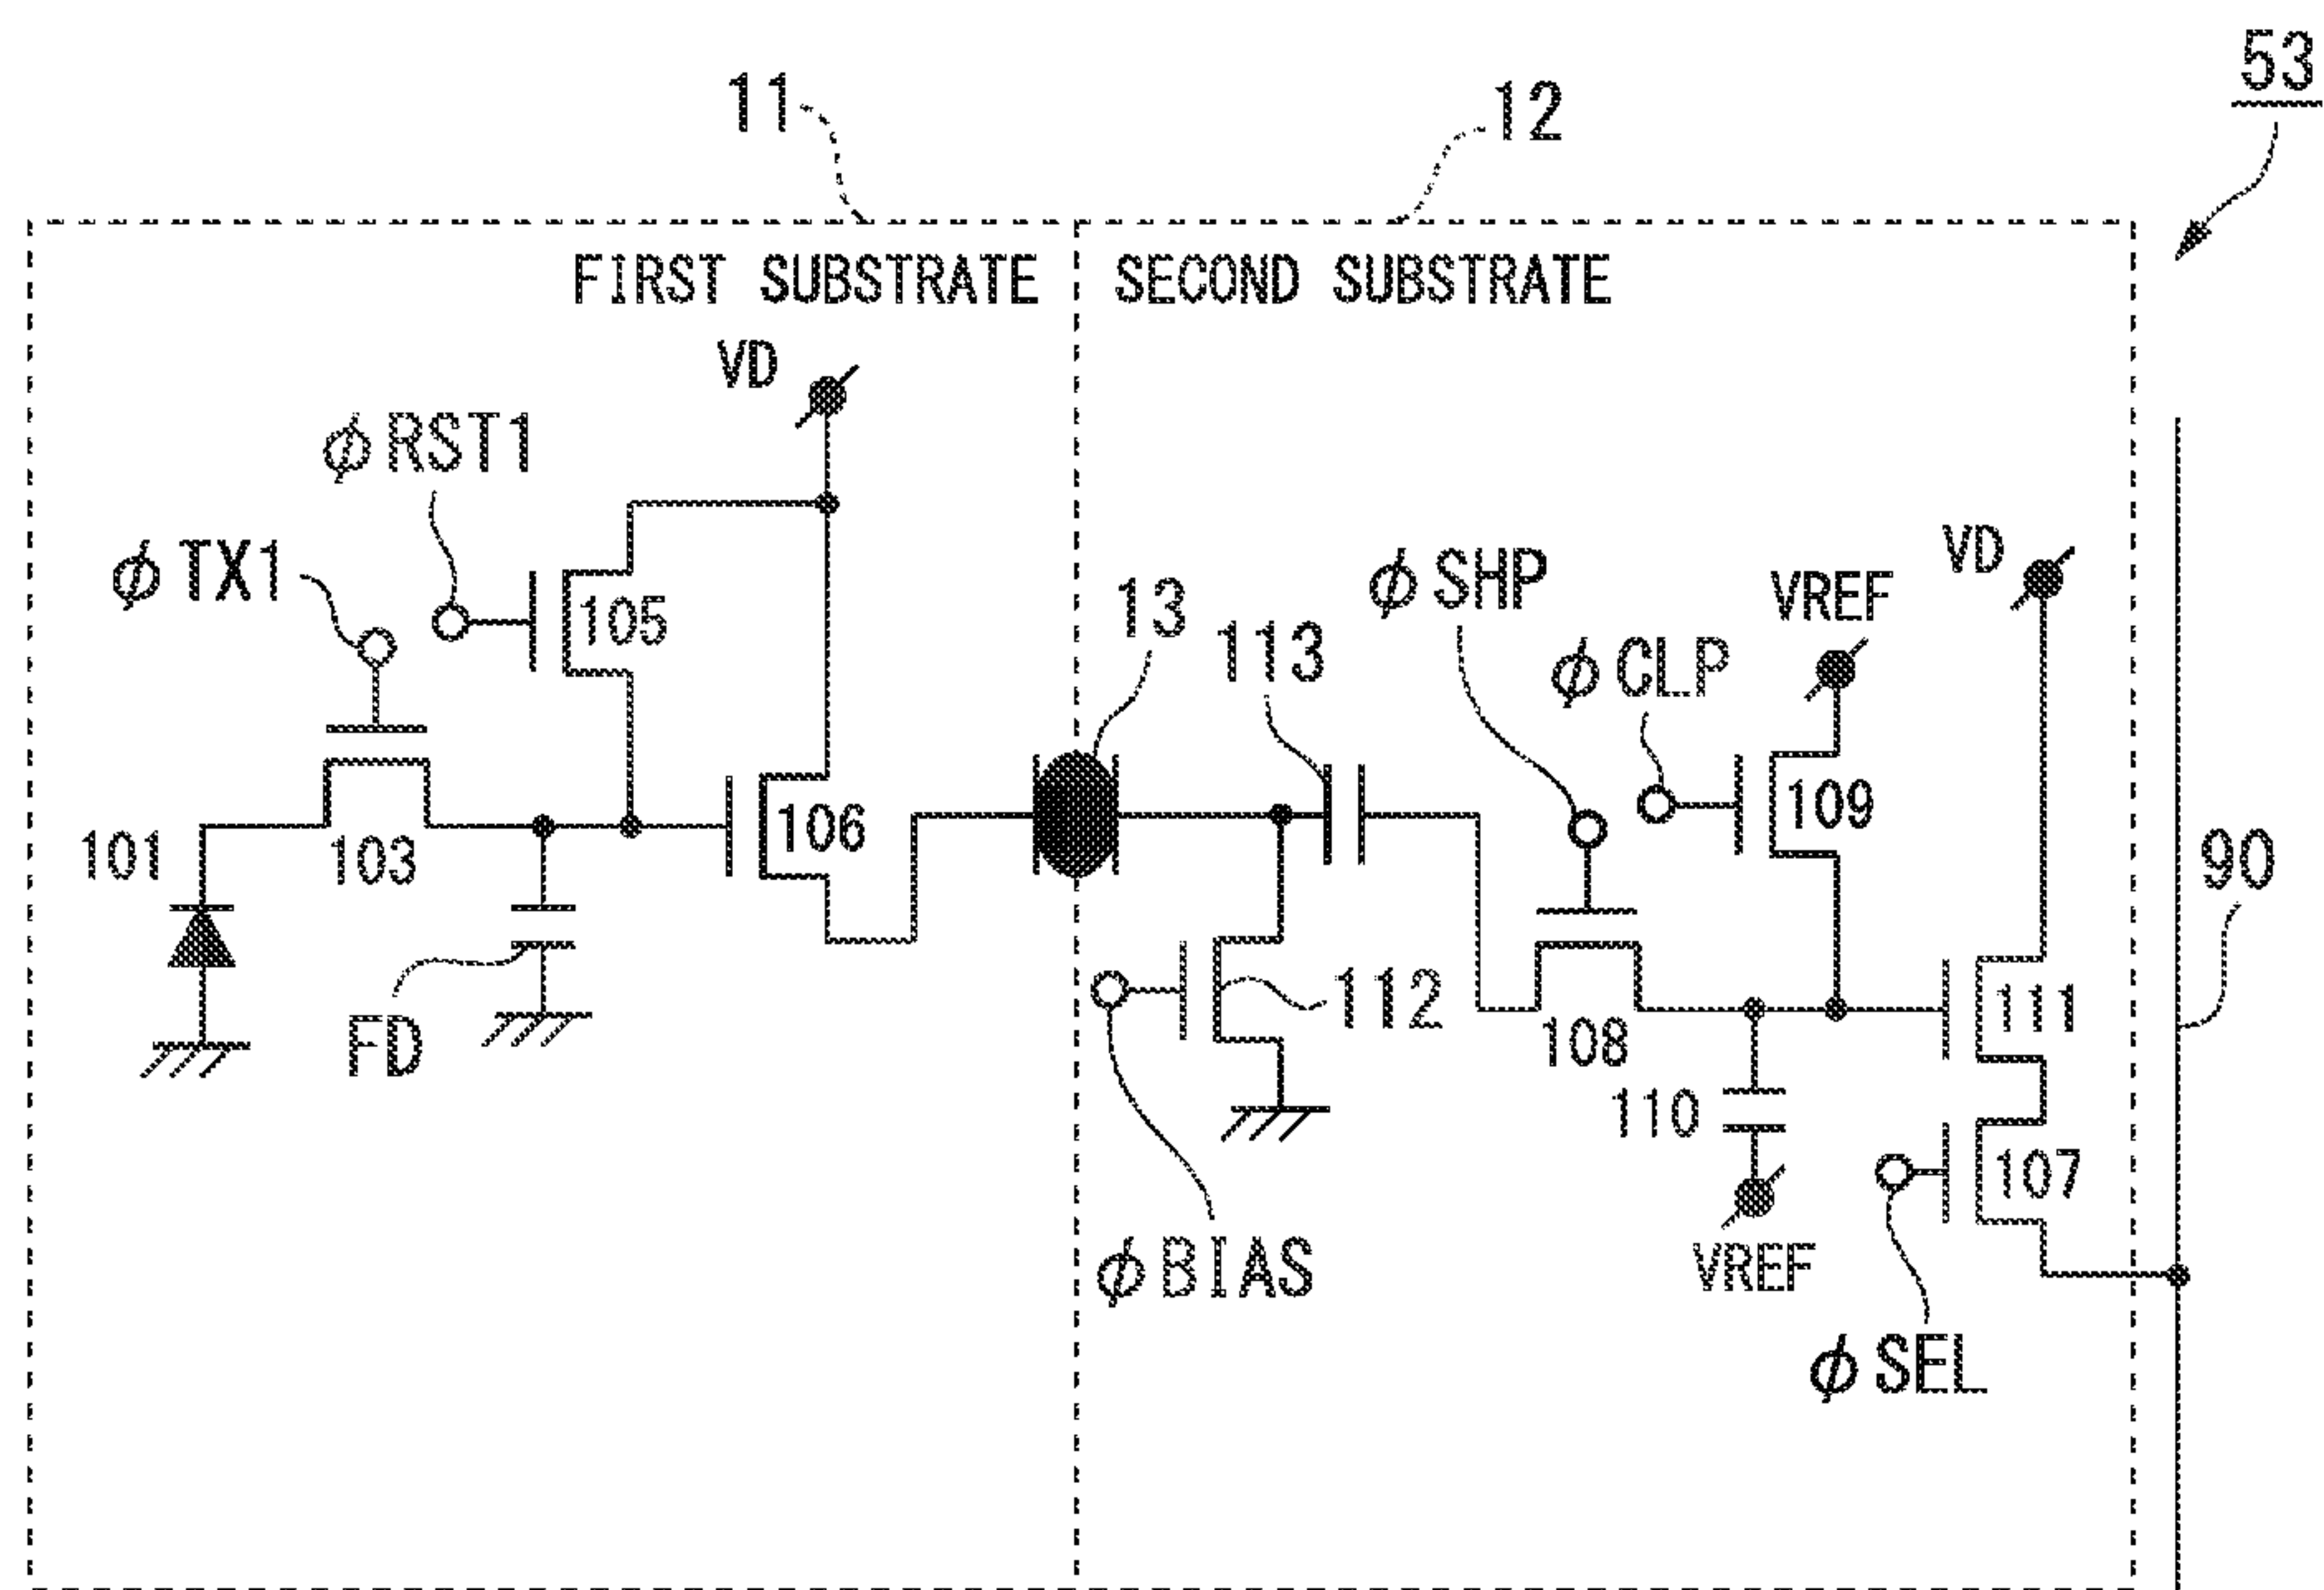 53
11
12
FIRST SUBSTRATE
SECOND SUBSTRATE
VD
φRST1
φTX1
105
13
113
φSHP
φCLP
VREF
VD
101
103
106
109
90
FD
112
108
111
110
107
φBIAS
VREF
φSEL